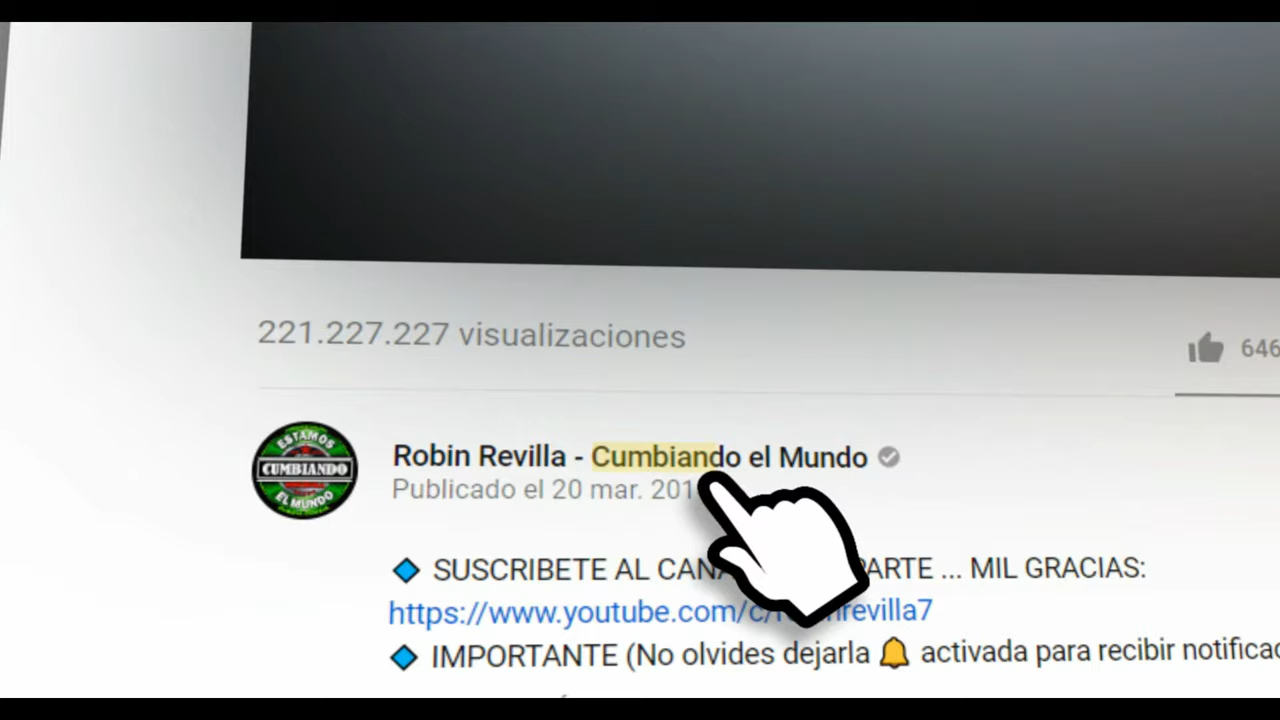 221.227.227 visualizaciones
646
ESTAMOS
CUMBIANDO
EL MUNDO
Robin Revilla - Cumbiando el Mundo
Publicado el 20 mar. 201
SUSCRIBETE AL CANA PARTE ... MIL GRACIAS:
https://www.youtube.com/c/ revilla7
IMPORTANTE (No olvides dejarla 🔔 activada para recibir notificac